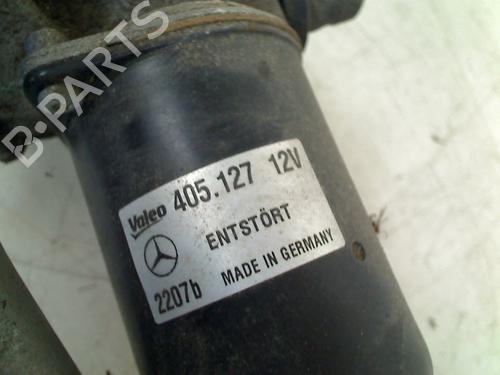 B-PARTS
Valeo 405.127 12V
ENTSTÖRT
2207b MADE IN GERMANY